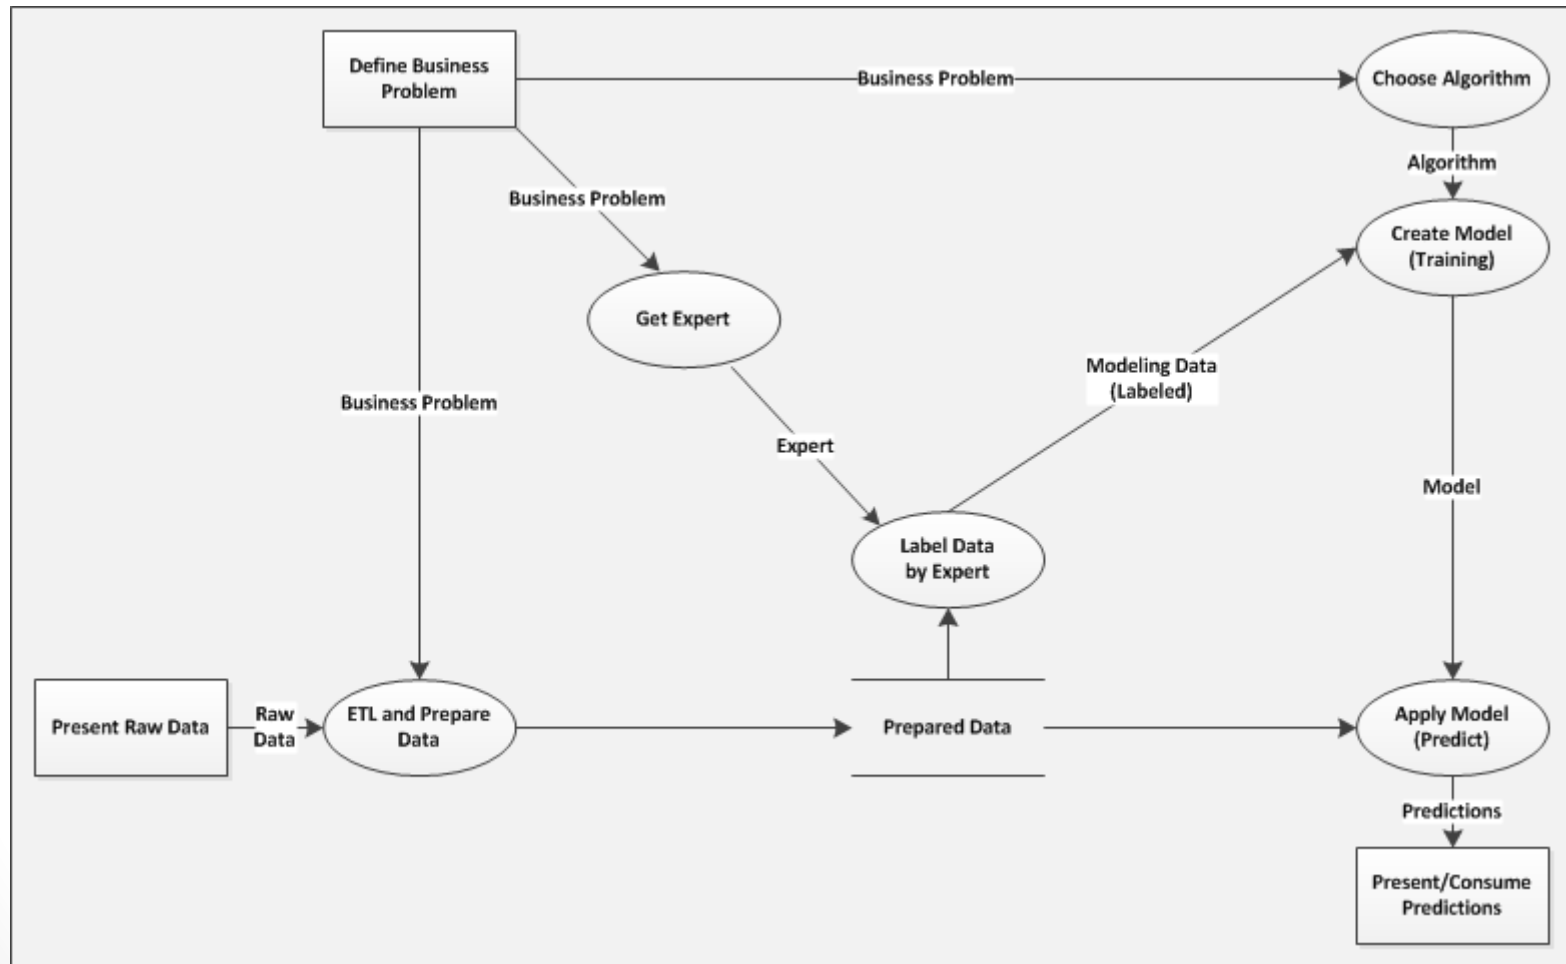 Define Business
Problem
Business Problem
Choose Algorithm
Algorithm
Business Problem
Create Model
(Training)
Get Expert
Modeling Data
(Labeled)
Business Problem
Expert
Model
Label Data
by Expert
Present Raw Data
Raw
Data
ETL and Prepare
Data
Prepared Data
Apply Model
(Predict)
Predictions
Present/Consume
Predictions